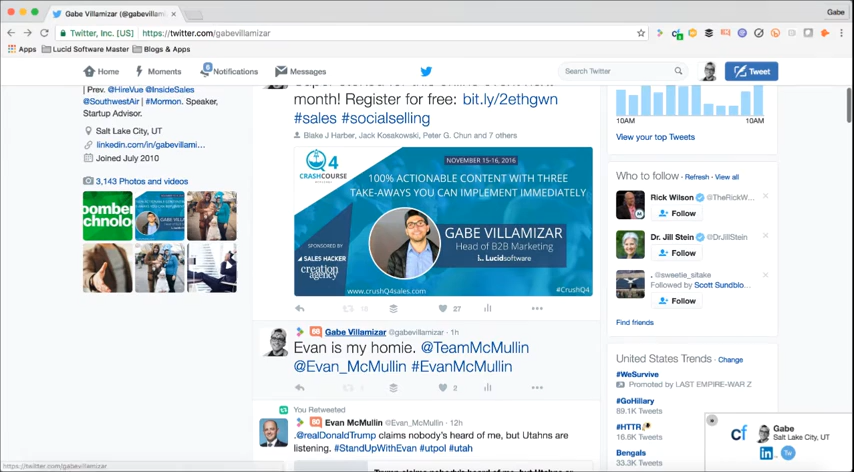 Gabe Villamizar (@gabevillami...
Gabe
Twitter, Inc. [US]
https://twitter.com/gabevillamizar
Apps
Lucid Software Master
Blogs & Apps
Home
Moments
6
Notifications
Messages
Search Twitter
Tweet
| Prev. @HireVue @InsideSales
@SouthwestAir | #Mormon. Speaker,
Startup Advisor.
Salt Lake City, UT
linkedin.com/in/gabevillami...
Joined July 2010
3,143 Photos and videos
month! Register for free: bit.ly/2ethgwn
#sales #socialselling
Blake J Harber, Jack Kosakowski, Peter G. Chun and 7 others
Q4
CRASHCOURSE
NOVEMBER 15-16, 2016
100% ACTIONABLE CONTENT WITH THREE
TAKE-AWAYS YOU CAN IMPLEMENT IMMEDIATELY
GABE VILLAMIZAR
Head of B2B Marketing
Lucidsoftware
SPONSORED BY
SALES HACKER
creation
agency
www.crushQ4sales.com
#CrushQ4
27
Gabe Villamizar @gabevillamizar · 1h
Evan is my homie. @TeamMcMullin
@Evan_McMullin #EvanMcMullin
2
You Retweeted
Evan McMullin @Evan_McMullin · 12h
.@realDonaldTrump claims nobody's heard of me, but Utahns are
listening. #StandUpWithEvan #utpol #utah
10AM
10AM
View your top Tweets
Who to follow · Refresh · View all
Rick Wilson @TheRickW...
Follow
Dr. Jill Stein @DrJillStein
Follow
. @sweetie_sitake
Followed by Scott Sundblo...
Follow
Find friends
United States Trends · Change
#WeSurvive
Promoted by LAST EMPIRE-WAR Z
#GoHillary
89.1K Tweets
#HTTR
16.6K Tweets
Bengals
33.3K Tweets
cf
Gabe
Salt Lake City, UT
in
Tw
https://twitter.com/gabevillamizar